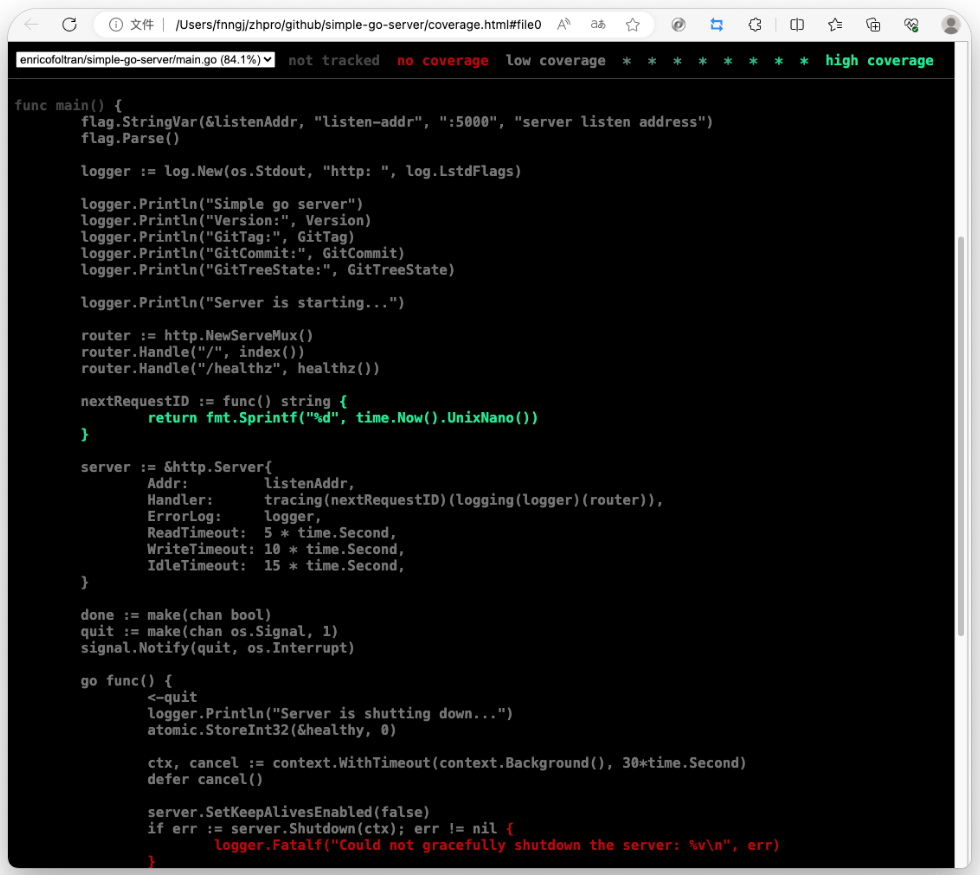 文件 /Users/fnngj/zhpro/github/simple-go-server/coverage.html#file0 A》 aあ
enricofoltran/simple-go-server/main.go (84.1%) not tracked no coverage low coverage * * * * * * * * high coverage
func main() {
flag.StringVar(&listenAddr, "listen-addr", ":5000", "server listen address")
flag.Parse()
logger := log.New(os.Stdout, "http: ", log.LstdFlags)
logger.Println("Simple go server")
logger.Println("Version:", Version)
logger.Println("GitTag:", GitTag)
logger.Println("GitCommit:", GitCommit)
logger.Println("GitTreeState:", GitTreeState)
logger.Println("Server is starting...")
router := http.NewServeMux()
router.Handle("/", index())
router.Handle("/healthz", healthz())
nextRequestID := func() string {
return fmt.Sprintf("%d", time.Now().UnixNano())
}
server := &http.Server{
Addr:         listenAddr,
Handler:      tracing(nextRequestID)(logging(logger)(router)),
ErrorLog:     logger,
ReadTimeout:  5 * time.Second,
WriteTimeout: 10 * time.Second,
IdleTimeout:  15 * time.Second,
}
done := make(chan bool)
quit := make(chan os.Signal, 1)
signal.Notify(quit, os.Interrupt)
go func() {
<-quit
logger.Println("Server is shutting down...")
atomic.StoreInt32(&healthy, 0)
ctx, cancel := context.WithTimeout(context.Background(), 30*time.Second)
defer cancel()
server.SetKeepAlivesEnabled(false)
if err := server.Shutdown(ctx); err != nil {
logger.Fatalf("Could not gracefully shutdown the server: %v\n", err)
}